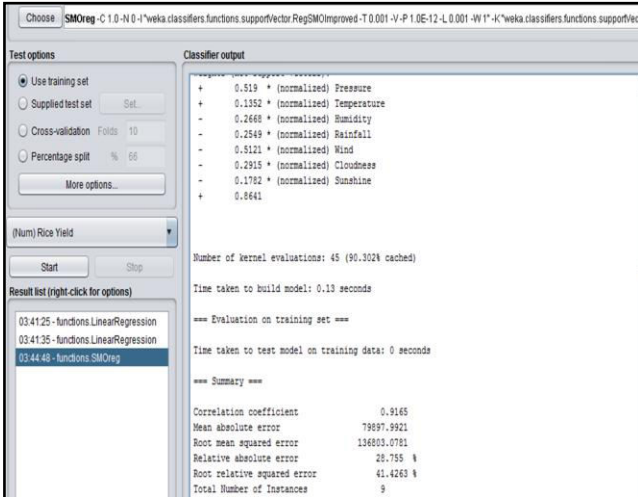 Choose SMOreg -C 1.0 -N 0 -I "weka.classifiers.functions.supportVector.RegSMOImproved -T 0.001 -V -P 1.0E-12 -L 0.001 -W 1" -K "weka.classifiers.functions.supportVec
Test options
Use training set
Supplied test set Set...
Cross-validation Folds 10
Percentage split % 66
More options...
(Num) Rice Yield
Start Stop
Result list (right-click for options)
03:41:25 - functions.LinearRegression
03:41:35 - functions.LinearRegression
03:44:48 - functions.SMOreg
Classifier output
+ 0.519 * (normalized) Pressure
+ 0.1352 * (normalized) Temperature
- 0.2668 * (normalized) Humidity
- 0.2549 * (normalized) Rainfall
- 0.5121 * (normalized) Wind
- 0.2915 * (normalized) Cloudness
- 0.1782 * (normalized) Sunshine
+ 0.8641
Number of kernel evaluations: 45 (90.302% cached)
Time taken to build model: 0.13 seconds
=== Evaluation on training set ===
Time taken to test model on training data: 0 seconds
=== Summary ===
Correlation coefficient 0.9165
Mean absolute error 79897.9921
Root mean squared error 136803.0781
Relative absolute error 28.755 %
Root relative squared error 41.4263 %
Total Number of Instances 9